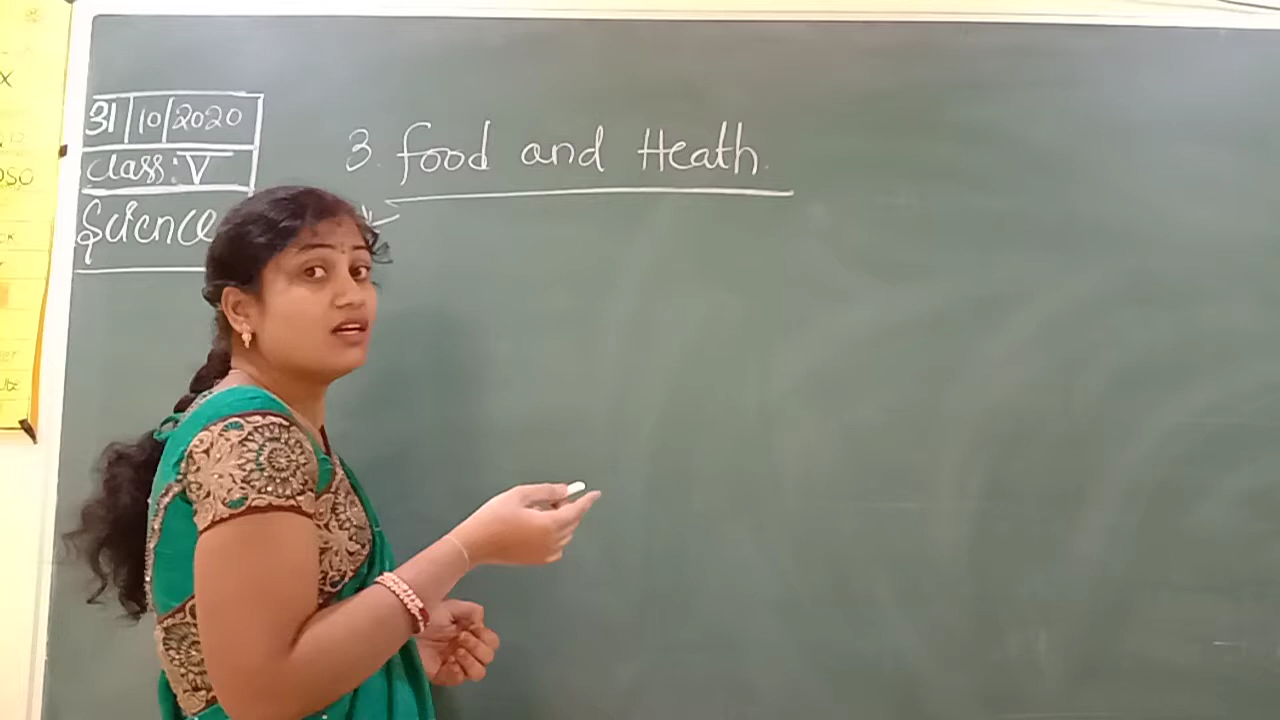 31/10/2020
Class: V
Science
3. Food and Heath.